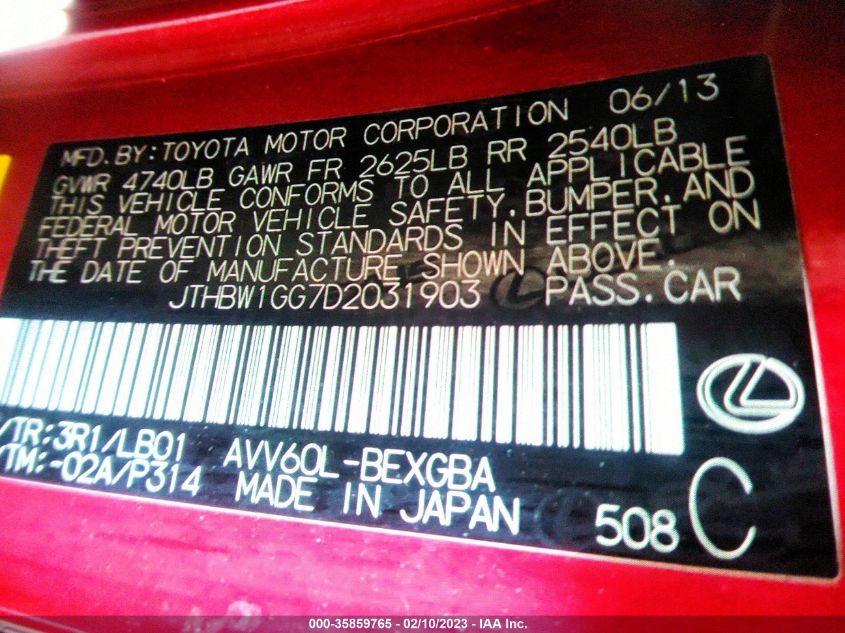 MFD. BY: TOYOTA MOTOR CORPORATION 06/13
GVWR 4740LB GAWR FR 2625LB RR 2540LB
THIS VEHICLE CONFORMS TO ALL APPLICABLE
FEDERAL MOTOR VEHICLE SAFETY, BUMPER, AND
THEFT PREVENTION STANDARDS IN EFFECT ON
THE DATE OF MANUFACTURE SHOWN ABOVE.
JTHBW1GG7D2031903 PASS. CAR
/TR: 3R1/LB01 AVV60L-BEXGBA
/TM: -02A/P314 MADE IN JAPAN 508 C
000-35859765 - 02/10/2023 - IAA Inc.